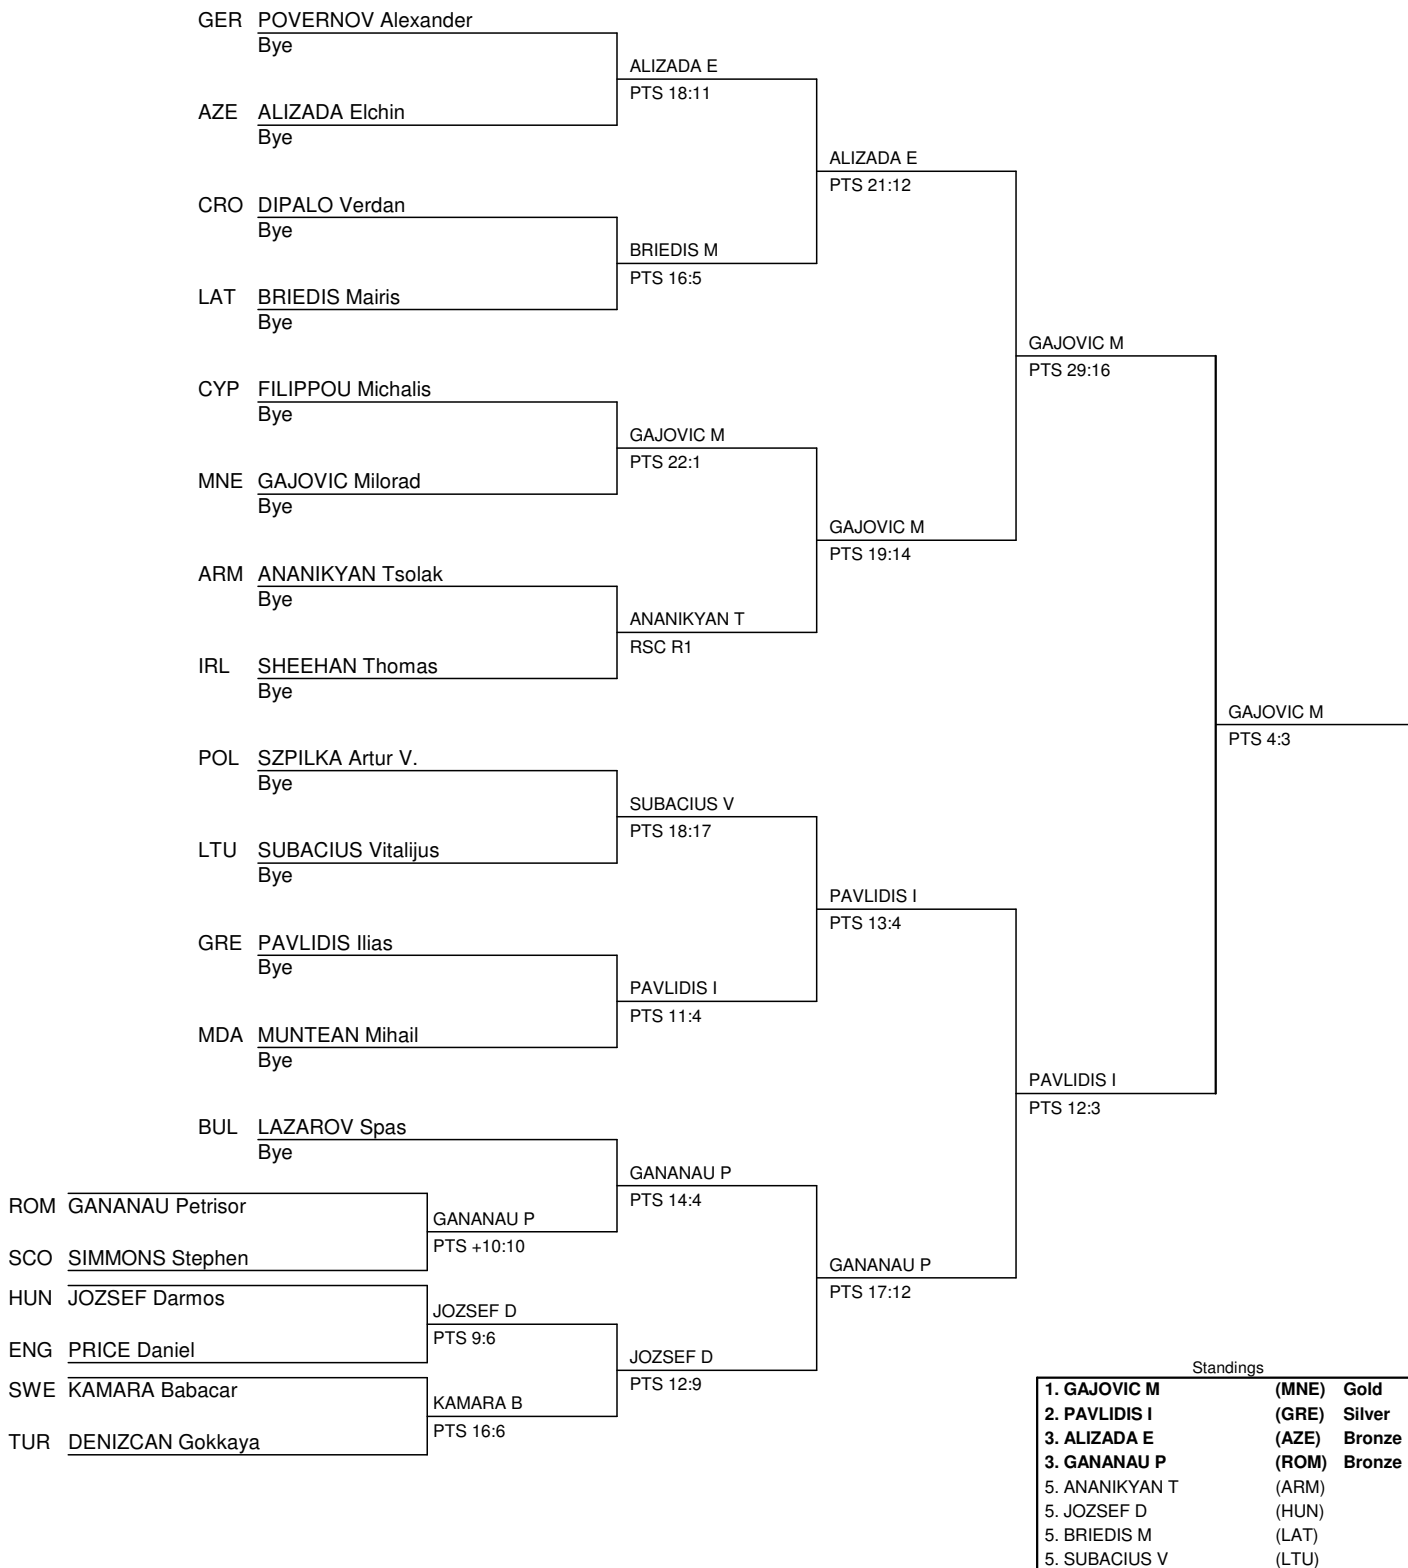 GER POVERNOV Alexander
Bye
ALIZADA E
PTS 18:11
AZE ALIZADA Elchin
Bye
ALIZADA E
PTS 21:12
CRO DIPALO Verdan
Bye
BRIEDIS M
PTS 16:5
LAT BRIEDIS Mairis
Bye
GAJOVIC M
PTS 29:16
CYP FILIPPOU Michalis
Bye
GAJOVIC M
PTS 22:1
MNE GAJOVIC Milorad
Bye
GAJOVIC M
PTS 19:14
ARM ANANIKYAN Tsolak
Bye
ANANIKYAN T
RSC R1
IRL SHEEHAN Thomas
Bye
GAJOVIC M
PTS 4:3
POL SZPILKA Artur V.
Bye
SUBACIUS V
PTS 18:17
LTU SUBACIUS Vitalijus
Bye
PAVLIDIS I
PTS 13:4
GRE PAVLIDIS Ilias
Bye
PAVLIDIS I
PTS 11:4
MDA MUNTEAN Mihail
Bye
PAVLIDIS I
PTS 12:3
BUL LAZAROV Spas
Bye
GANANAU P
PTS 14:4
ROM GANANAU Petrisor
GANANAU P
PTS +10:10
SCO SIMMONS Stephen
GANANAU P
PTS 17:12
HUN JOZSEF Darmos
JOZSEF D
PTS 9:6
ENG PRICE Daniel
JOZSEF D
PTS 12:9
SWE KAMARA Babacar
KAMARA B
PTS 16:6
TUR DENIZCAN Gokkaya
Standings
1. GAJOVIC M (MNE) Gold
2. PAVLIDIS I (GRE) Silver
3. ALIZADA E (AZE) Bronze
3. GANANAU P (ROM) Bronze
5. ANANIKYAN T (ARM)
5. JOZSEF D (HUN)
5. BRIEDIS M (LAT)
5. SUBACIUS V (LTU)